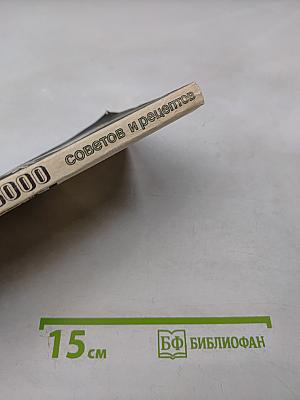 000 советов и рецептов
15 см
БФ БИБЛИОФАН